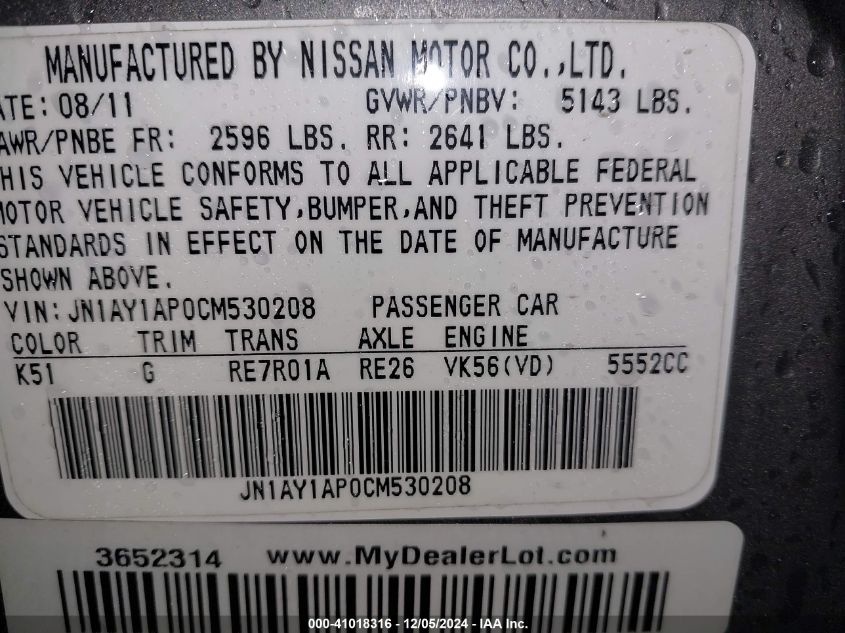 MANUFACTURED BY NISSAN MOTOR CO.,LTD.
ATE: 08/11 GVWR/PNBV: 5143 LBS.
AWR/PNBE FR: 2596 LBS. RR: 2641 LBS.
HIS VEHICLE CONFORMS TO ALL APPLICABLE FEDERAL
MOTOR VEHICLE SAFETY,BUMPER,AND THEFT PREVENTION
STANDARDS IN EFFECT ON THE DATE OF MANUFACTURE
SHOWN ABOVE.
VIN: JN1AY1AP0CM530208 PASSENGER CAR
COLOR TRIM TRANS AXLE ENGINE
K51 G RE7R01A RE26 VK56(VD) 5552CC
JN1AY1AP0CM530208
3652314 www.MyDealerLot.com
000-41018316 - 12/05/2024 - IAA Inc.